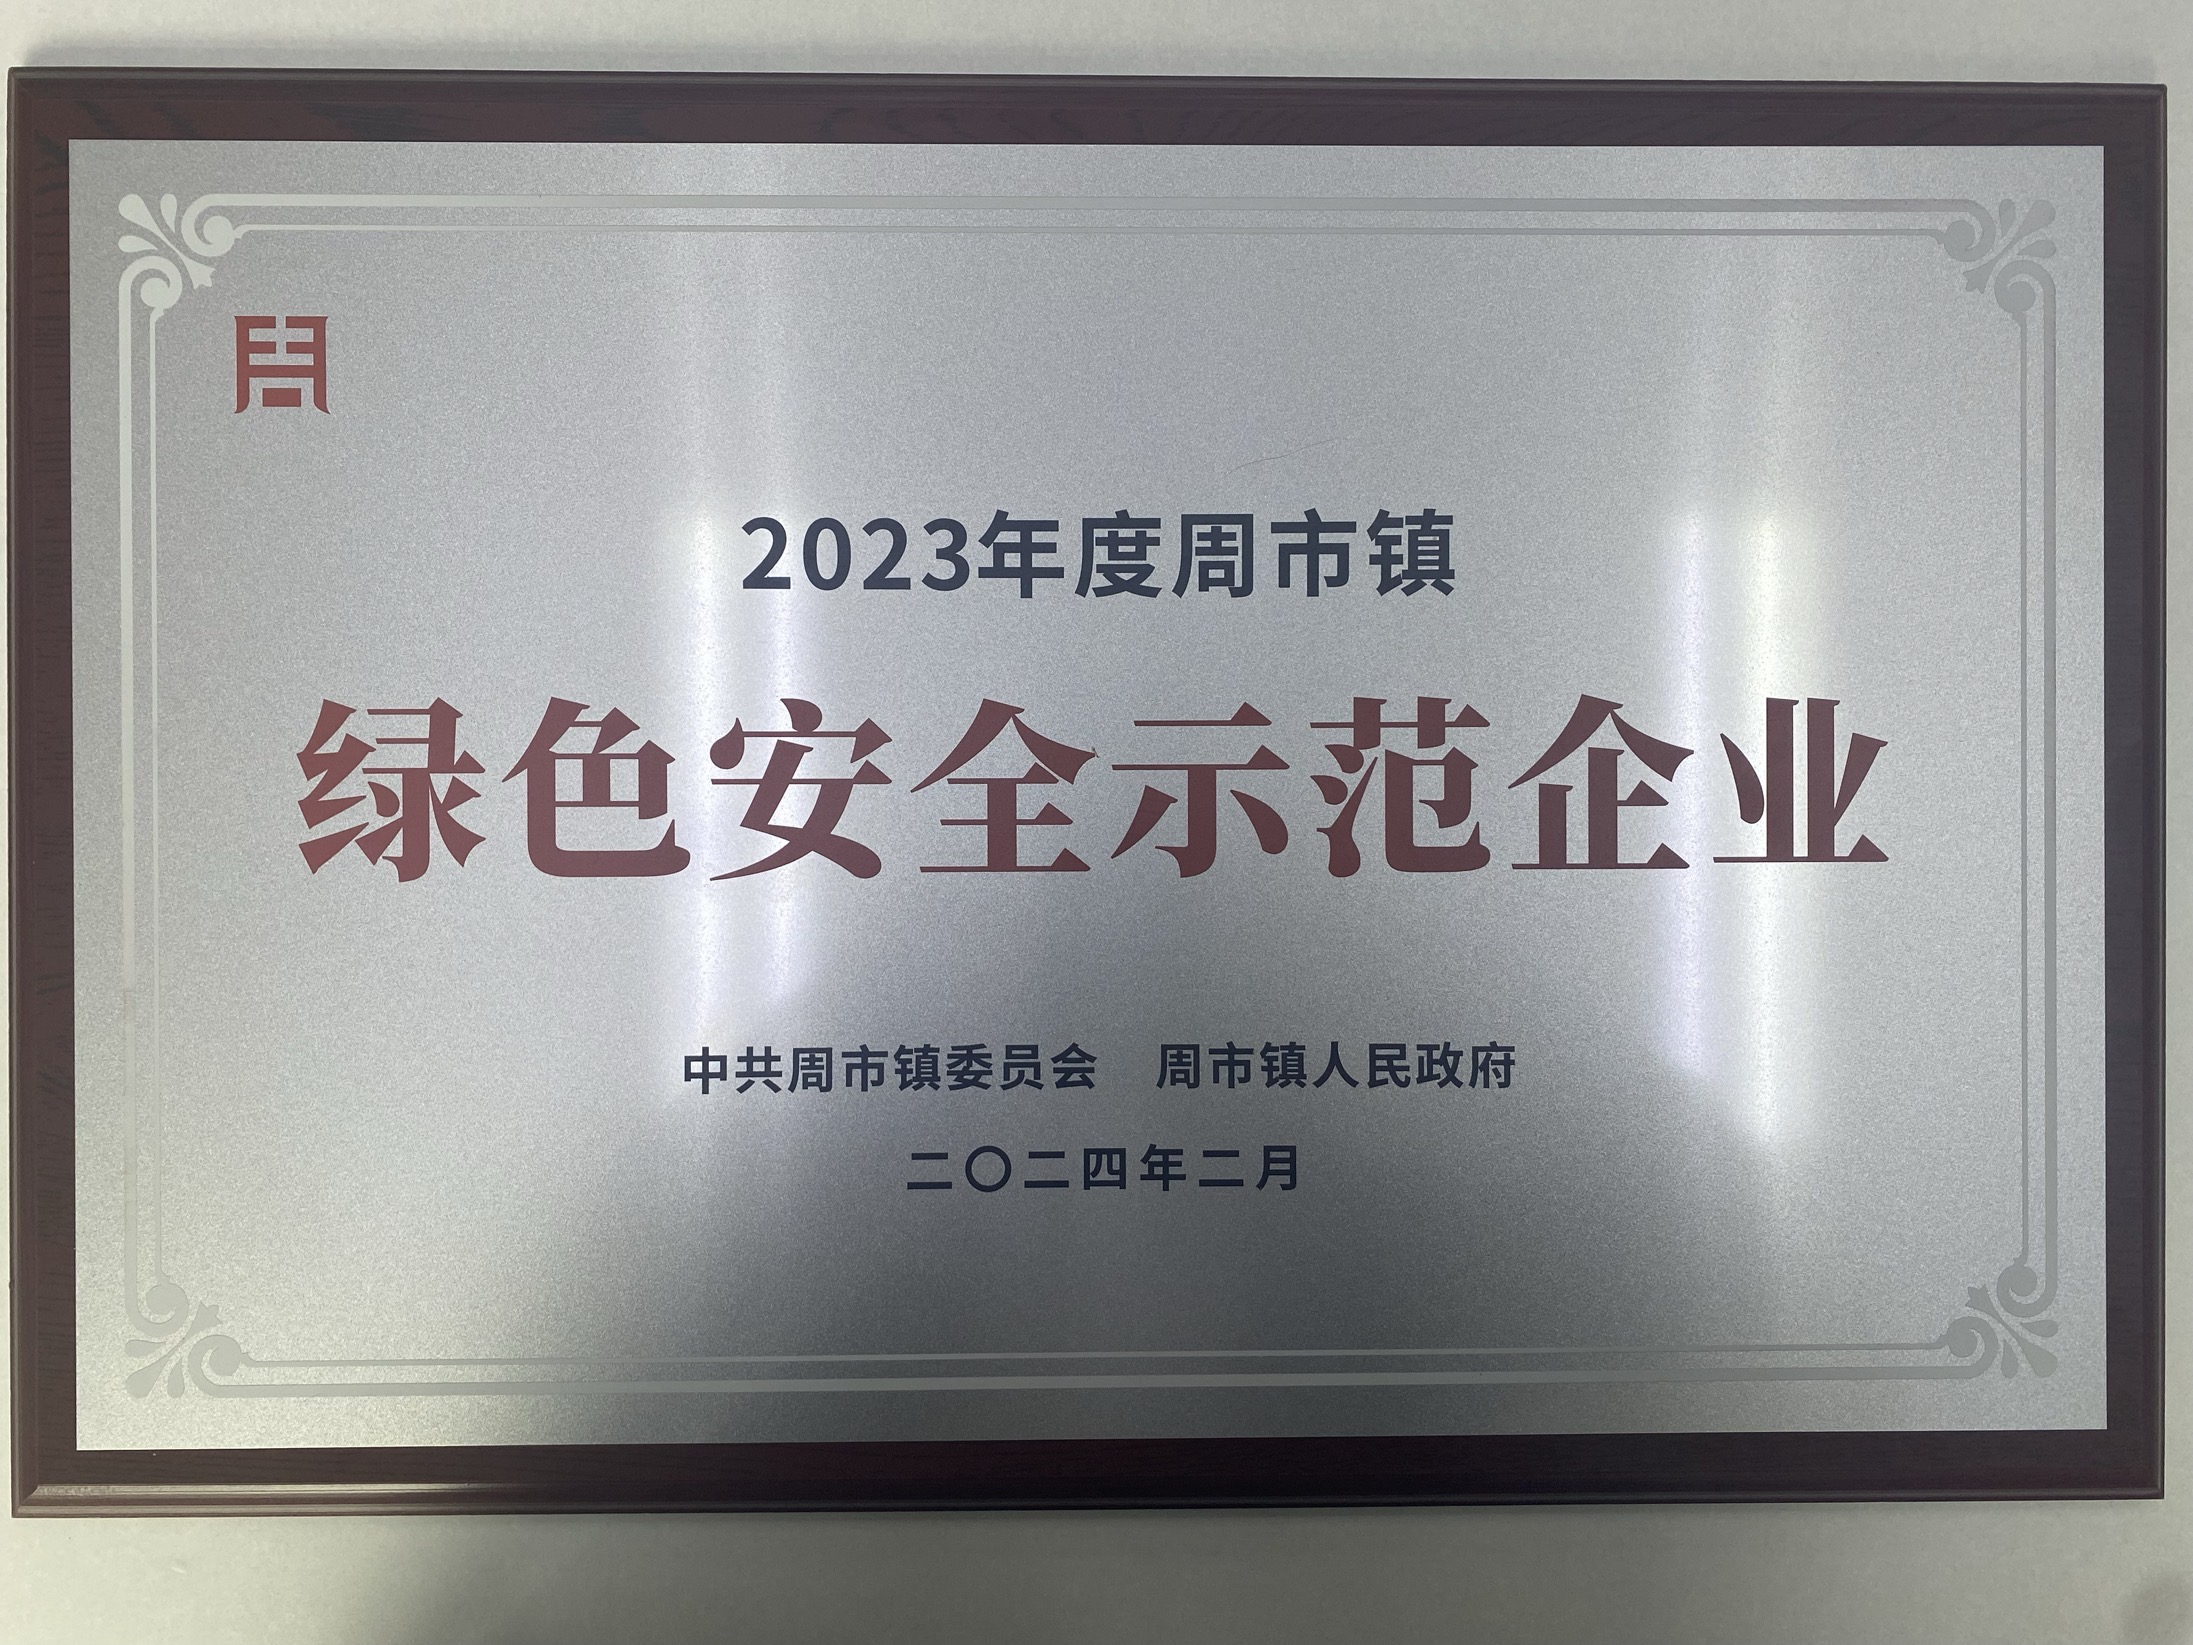 周
2023年度周市镇
绿色安全示范企业
中共周市镇委员会　周市镇人民政府
二〇二四年二月